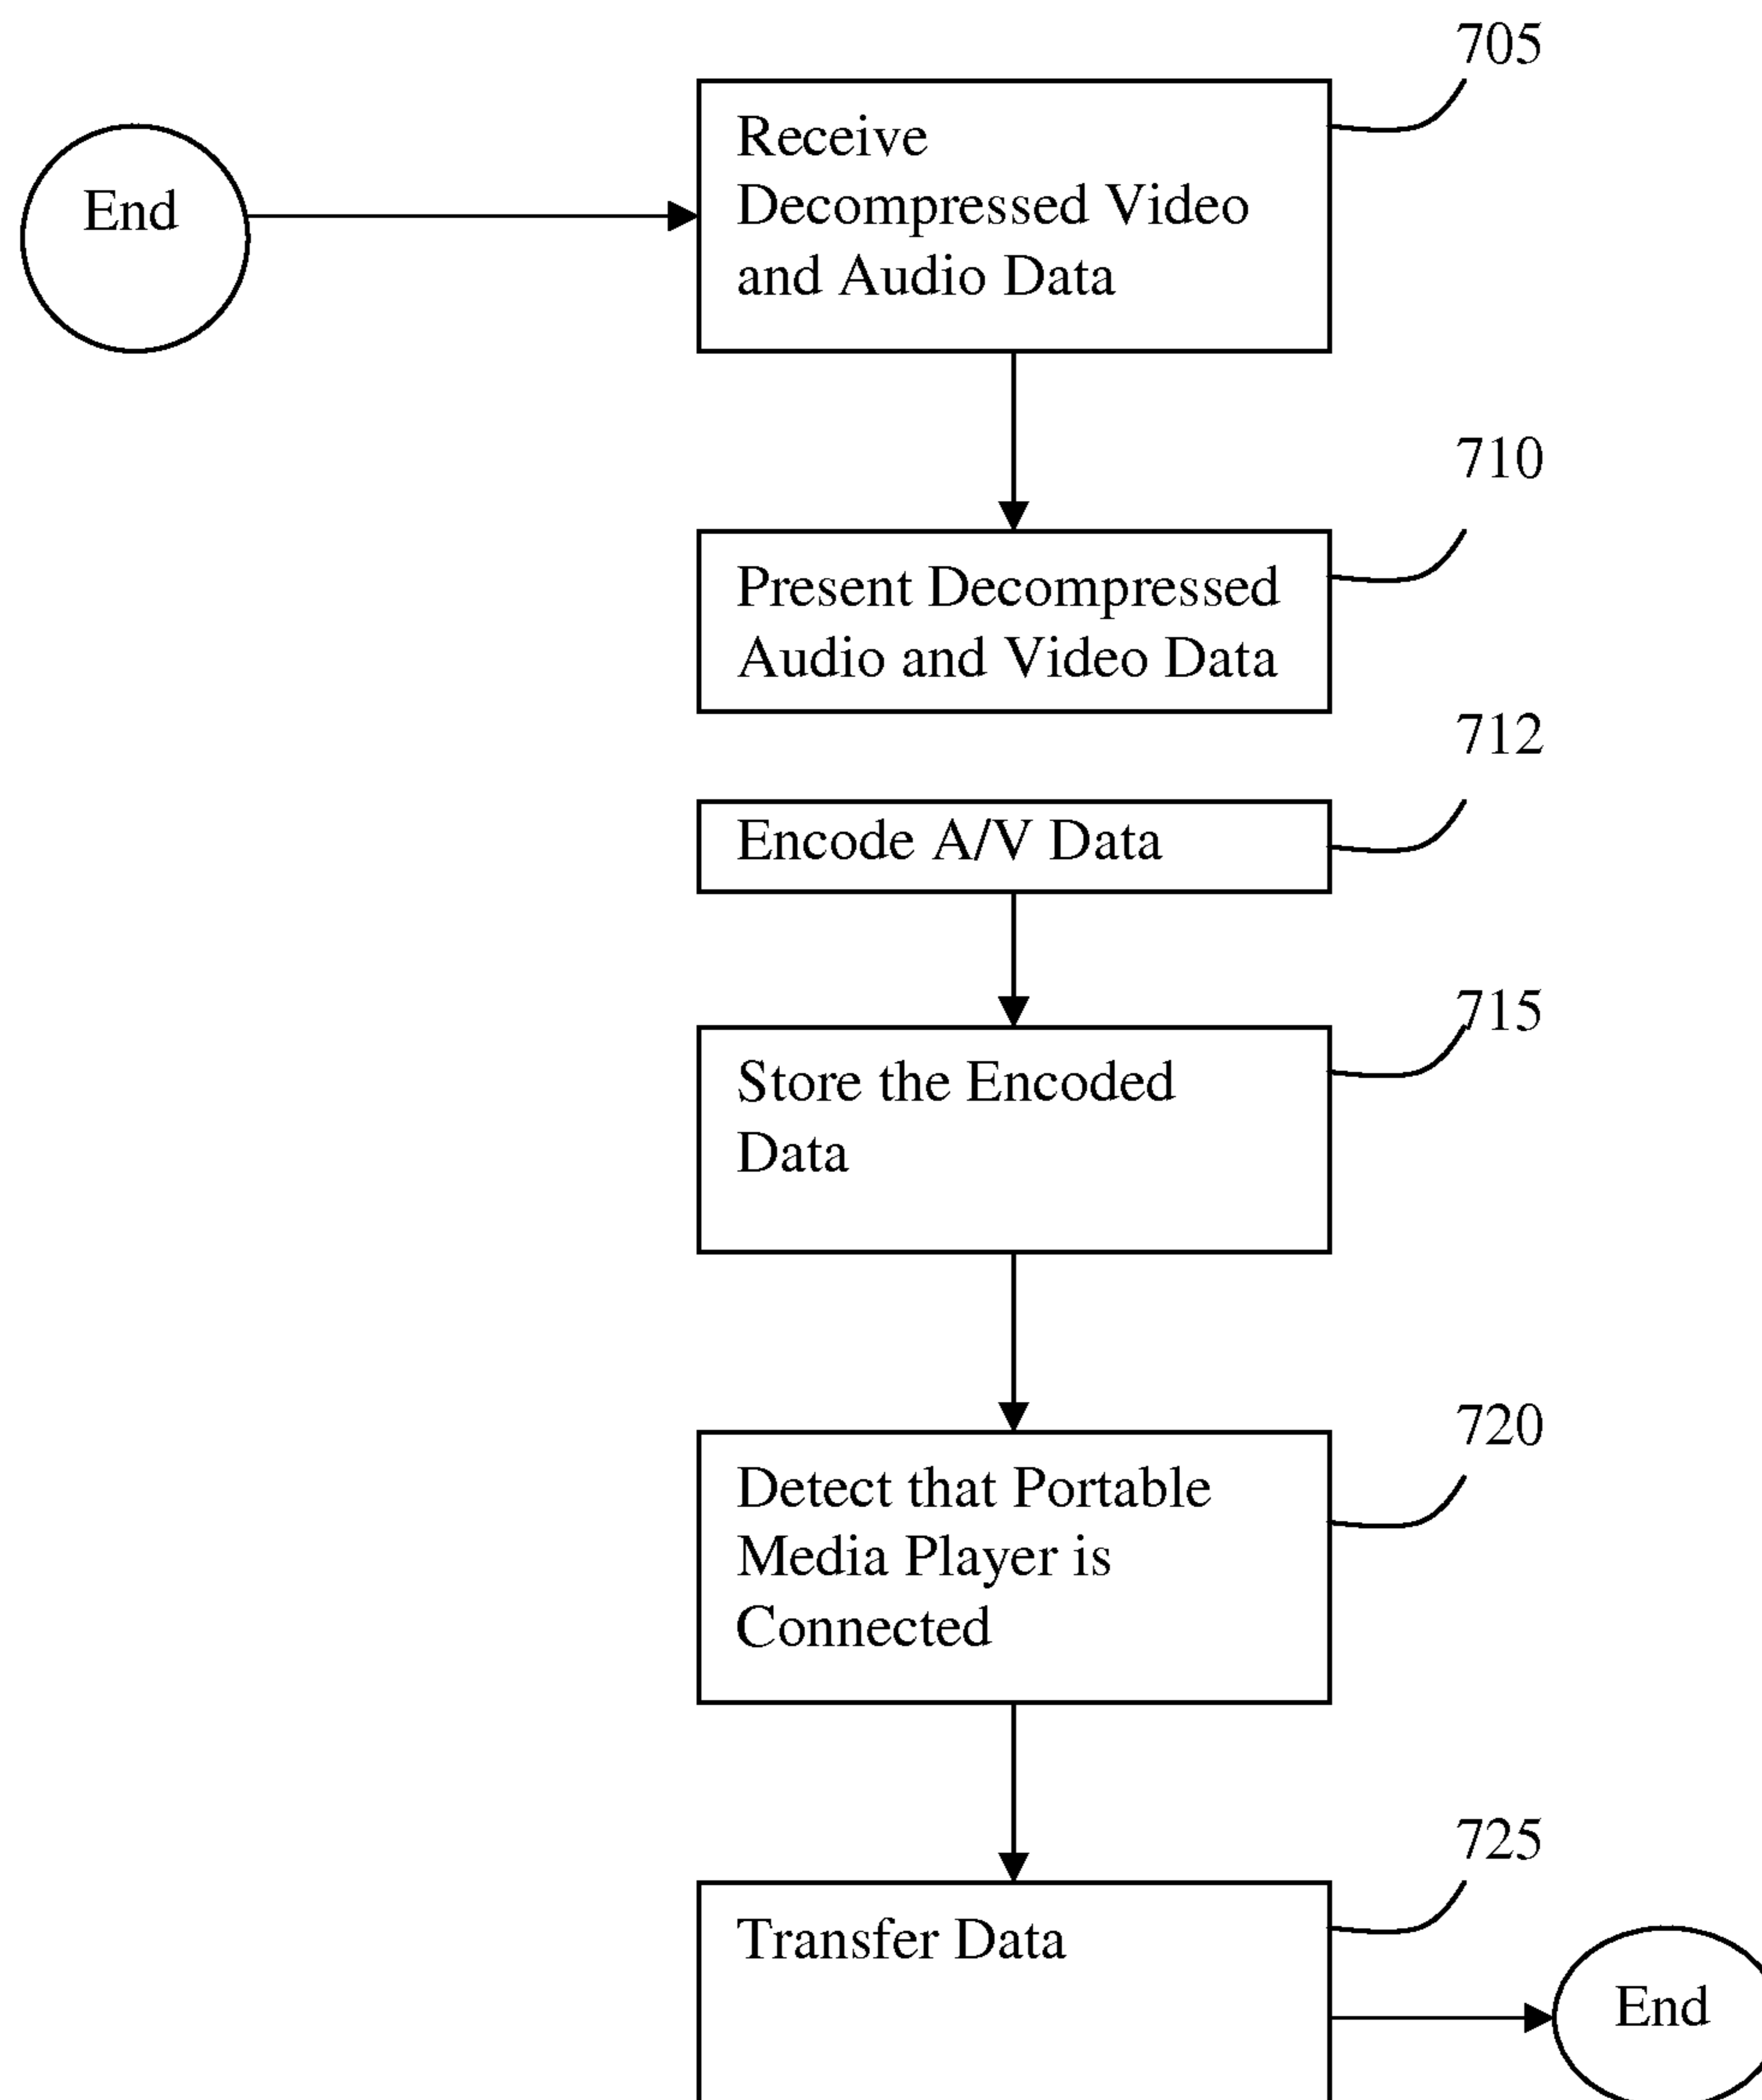 705
End
Receive
Decompressed Video
and Audio Data
710
Present Decompressed
Audio and Video Data
712
Encode A/V Data
715
Store the Encoded
Data
720
Detect that Portable
Media Player is
Connected
725
Transfer Data
End